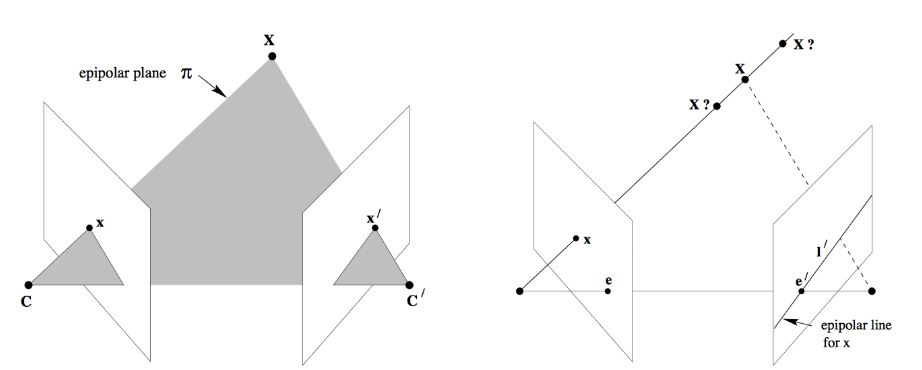 X
epipolar plane π
x
x /
C
C /
X ?
X
X ?
x
e
l /
e /
epipolar line
for x